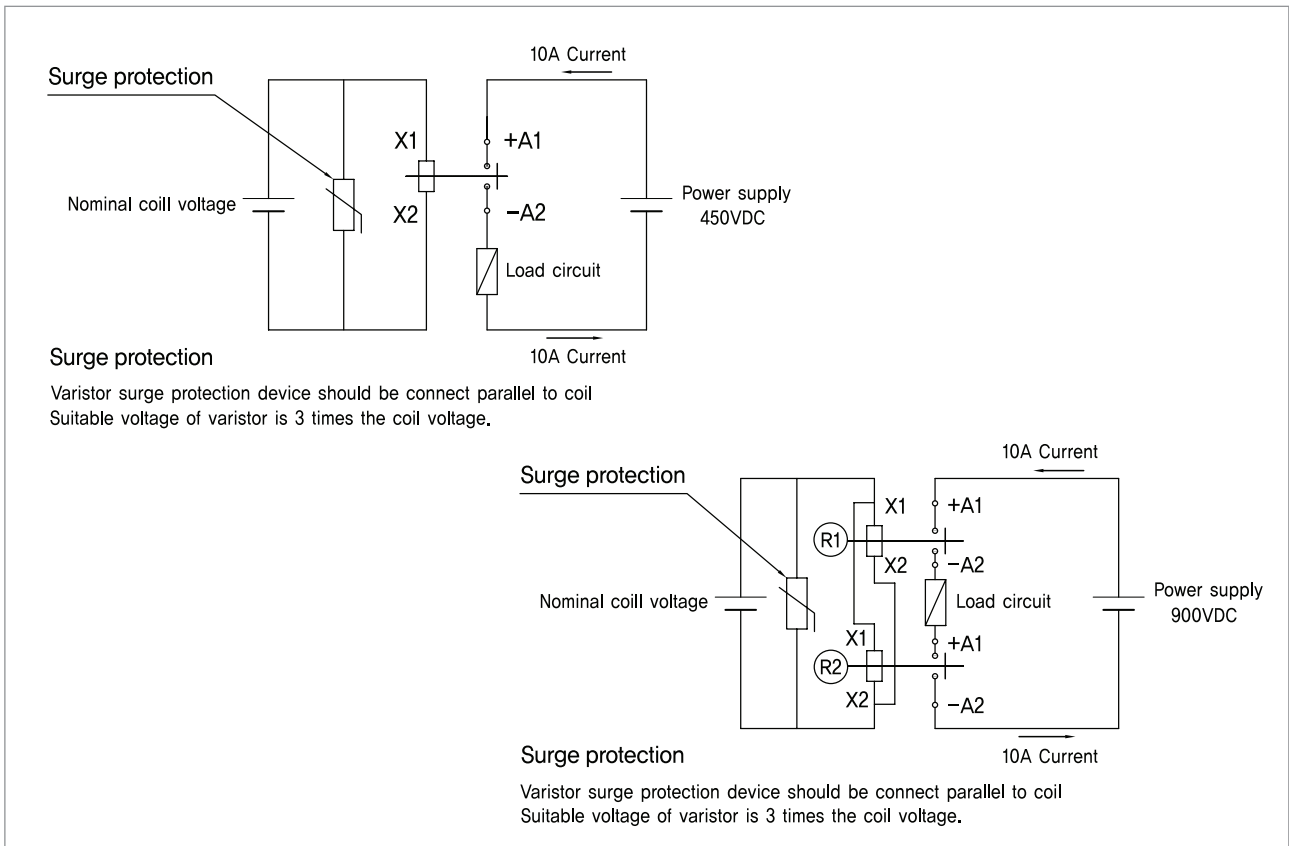 10A Current
Surge protection
X1
+A1
Nominal coill voltage
X2
−A2
Power supply
450VDC
Load circuit
10A Current
Surge protection
Varistor surge protection device should be connect parallel to coil
Suitable voltage of varistor is 3 times the coil voltage.
10A Current
Surge protection
X1
+A1
R1
X2
−A2
Nominal coill voltage
Load circuit
Power supply
900VDC
X1
+A1
R2
X2
−A2
10A Current
Surge protection
Varistor surge protection device should be connect parallel to coil
Suitable voltage of varistor is 3 times the coil voltage.